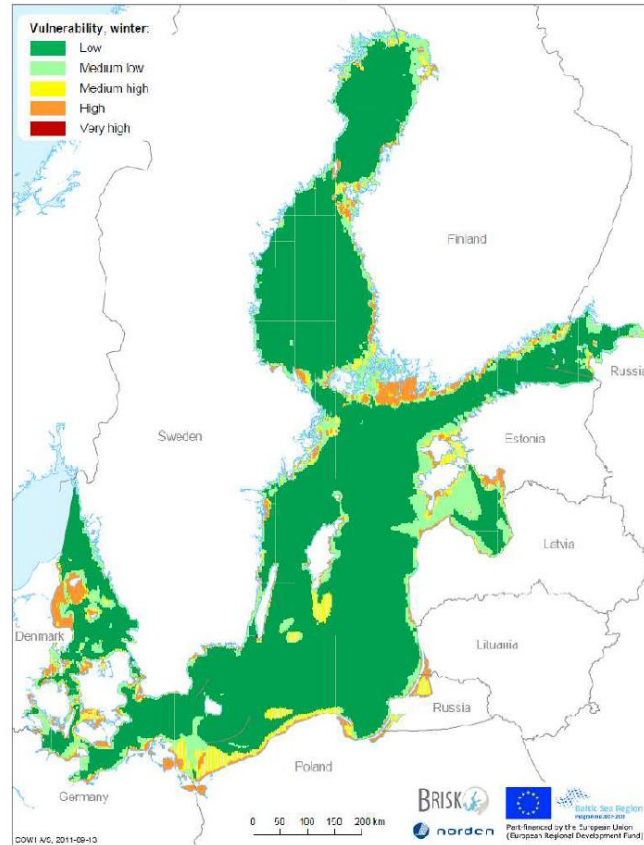 Vulnerability, winter:
Low
Medium low
Medium high
High
Very high
Finland
Russia
Sweden
Estonia
Latvia
Denmark
Lituania
Russia
Poland
Germany
0 50 100 150 200 km
COWI A/S, 2011-09-13
BRISK
norden
Baltic Sea Region
Part-financed by the European Union
(European Regional Development Fund)